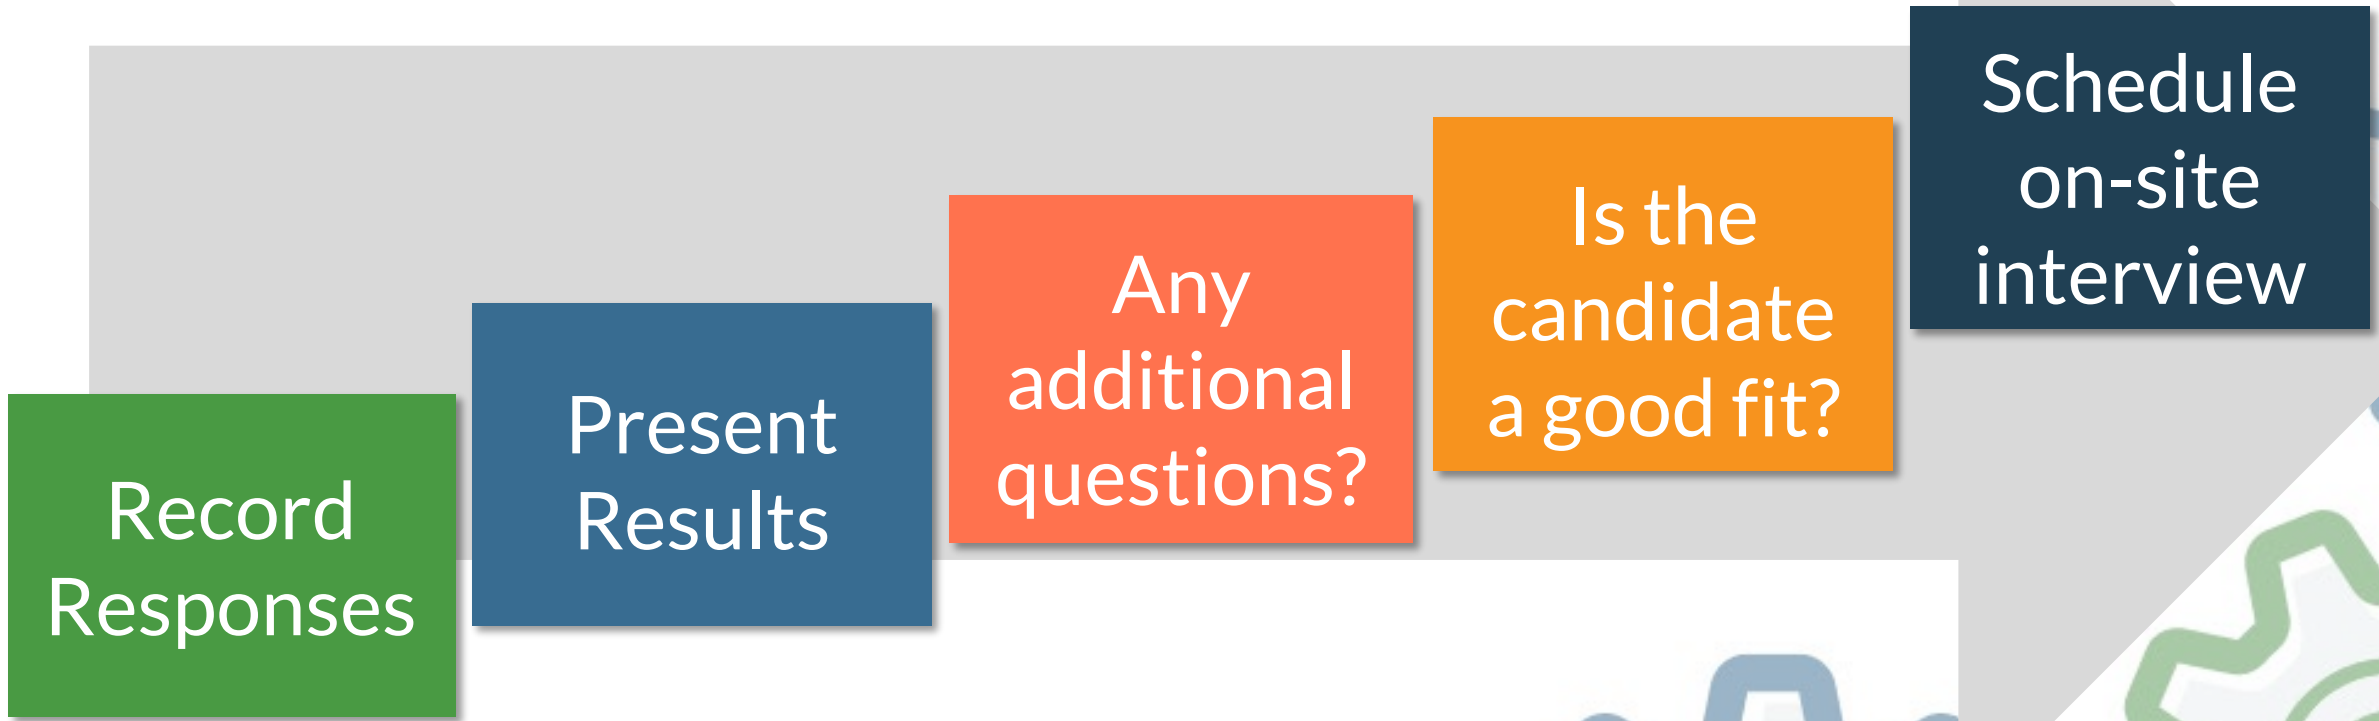 Record
Responses
Present
Results
Any
additional
questions?
Is the
candidate
a good fit?
Schedule
on-site
interview